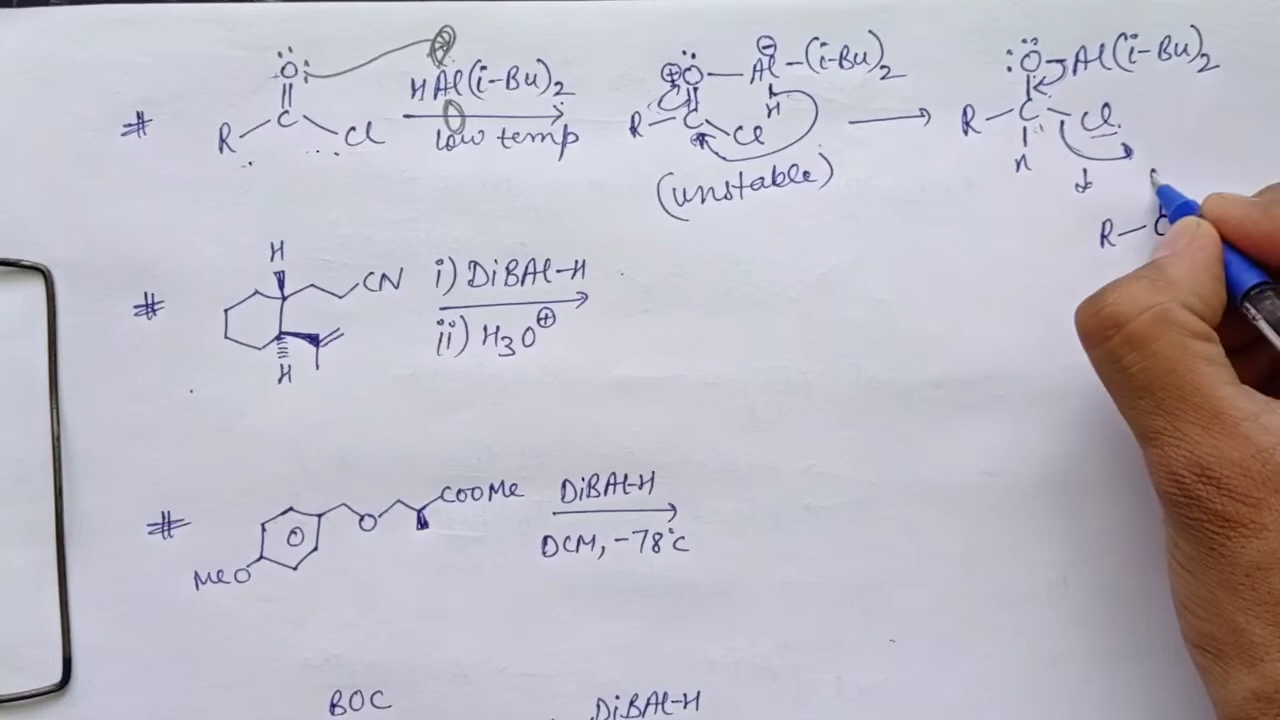 # R C O Cl HAl(i-Bu)2 low temp R C O ⊕ Cl Al ⊖ H -(i-Bu)2 (unstable) R C O Cl H Al(i-Bu)2
R-C
# H H CN i) DiBAl-H
ii) H3O⊕
# MeO O COOMe DiBAl-H
DCM, -78°C
BOC DiBAl-H